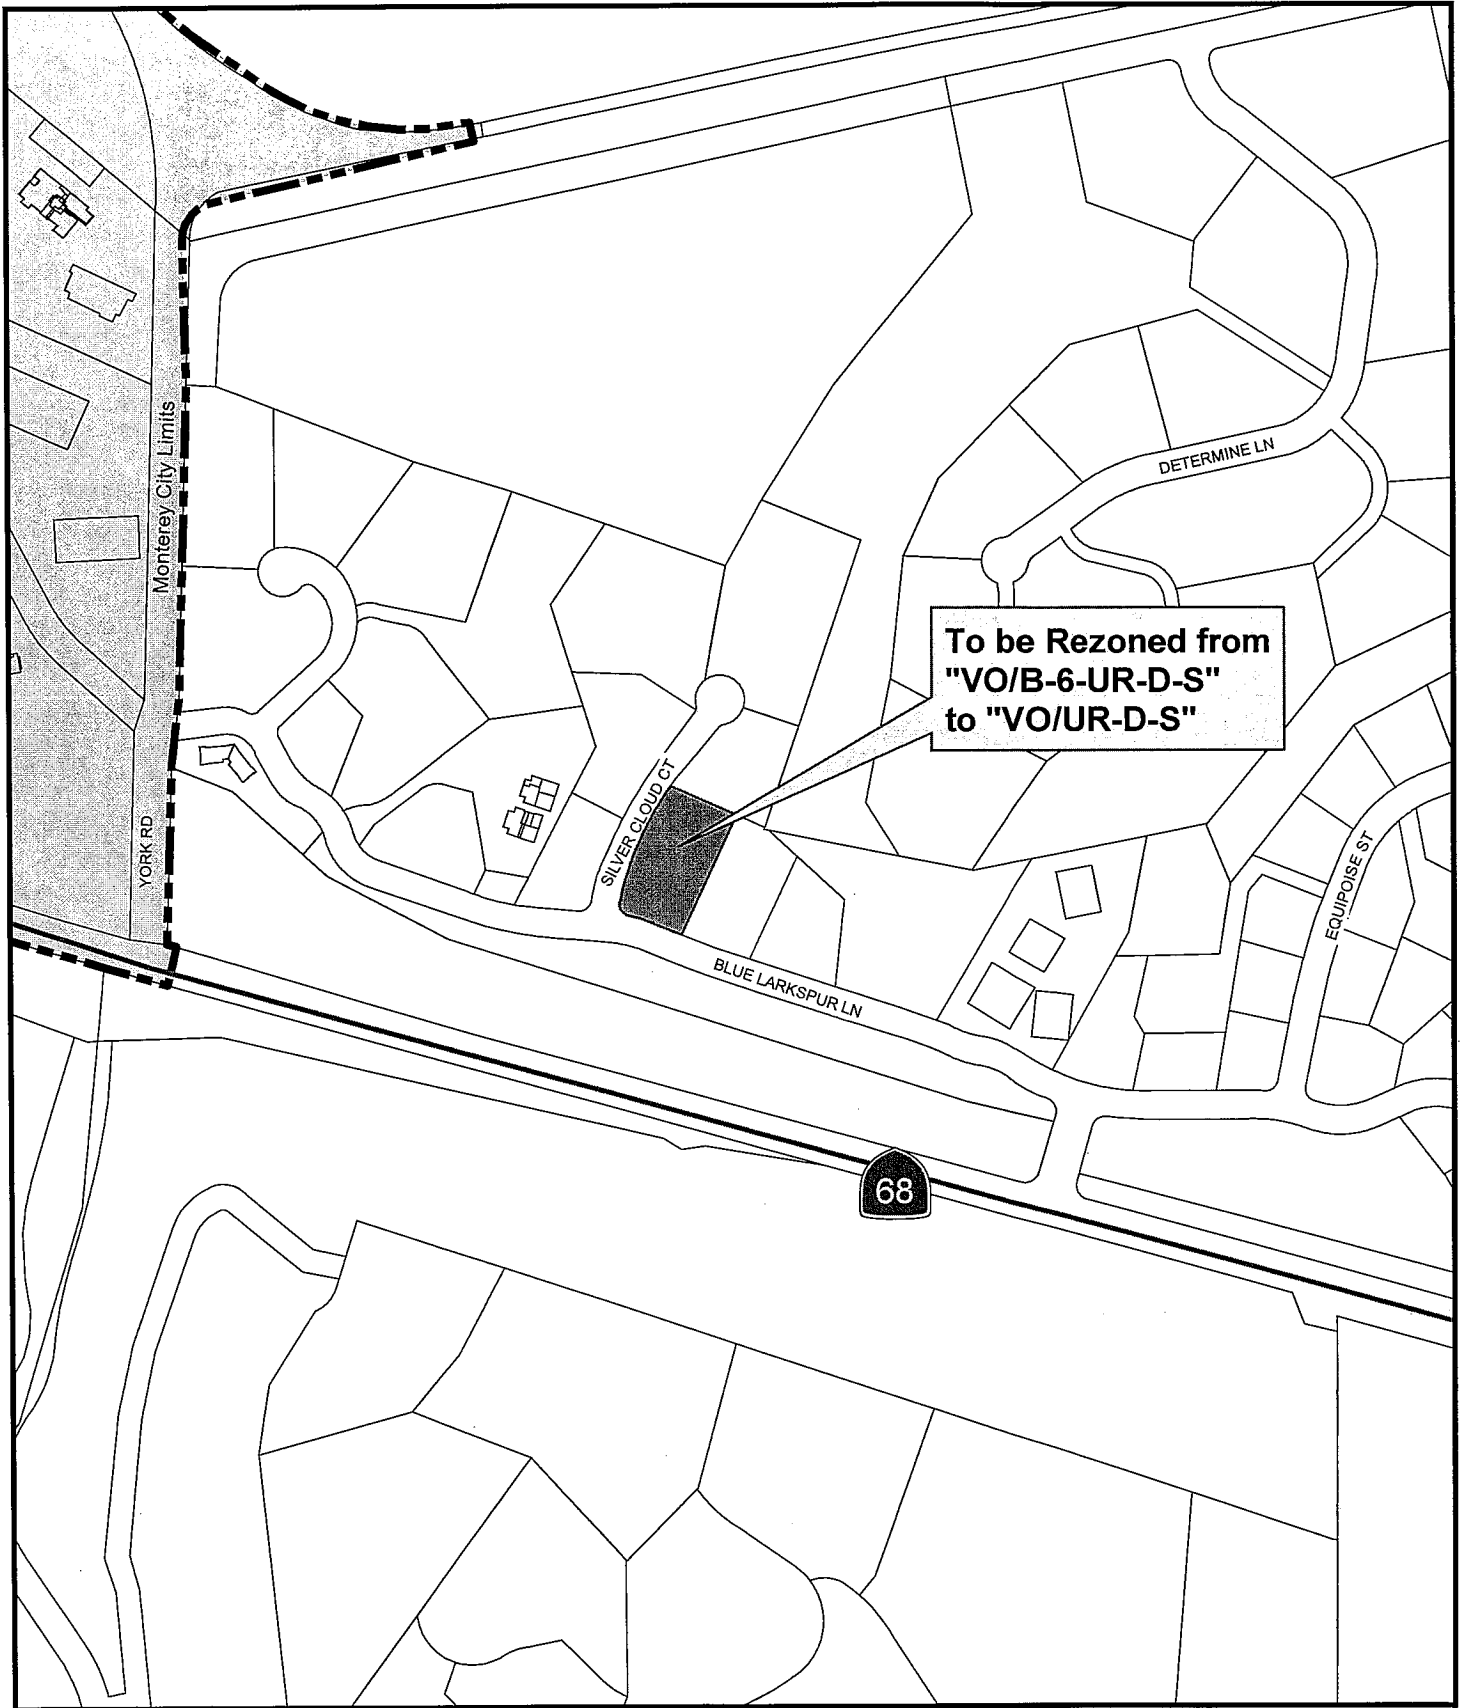 Monterey City Limits
DETERMINE LN
To be Rezoned from
"VO/B-6-UR-D-S"
to "VO/UR-D-S"
SILVER CLOUD CT
YORK RD
EQUIPOISE ST
BLUE LARKSPUR LN
68